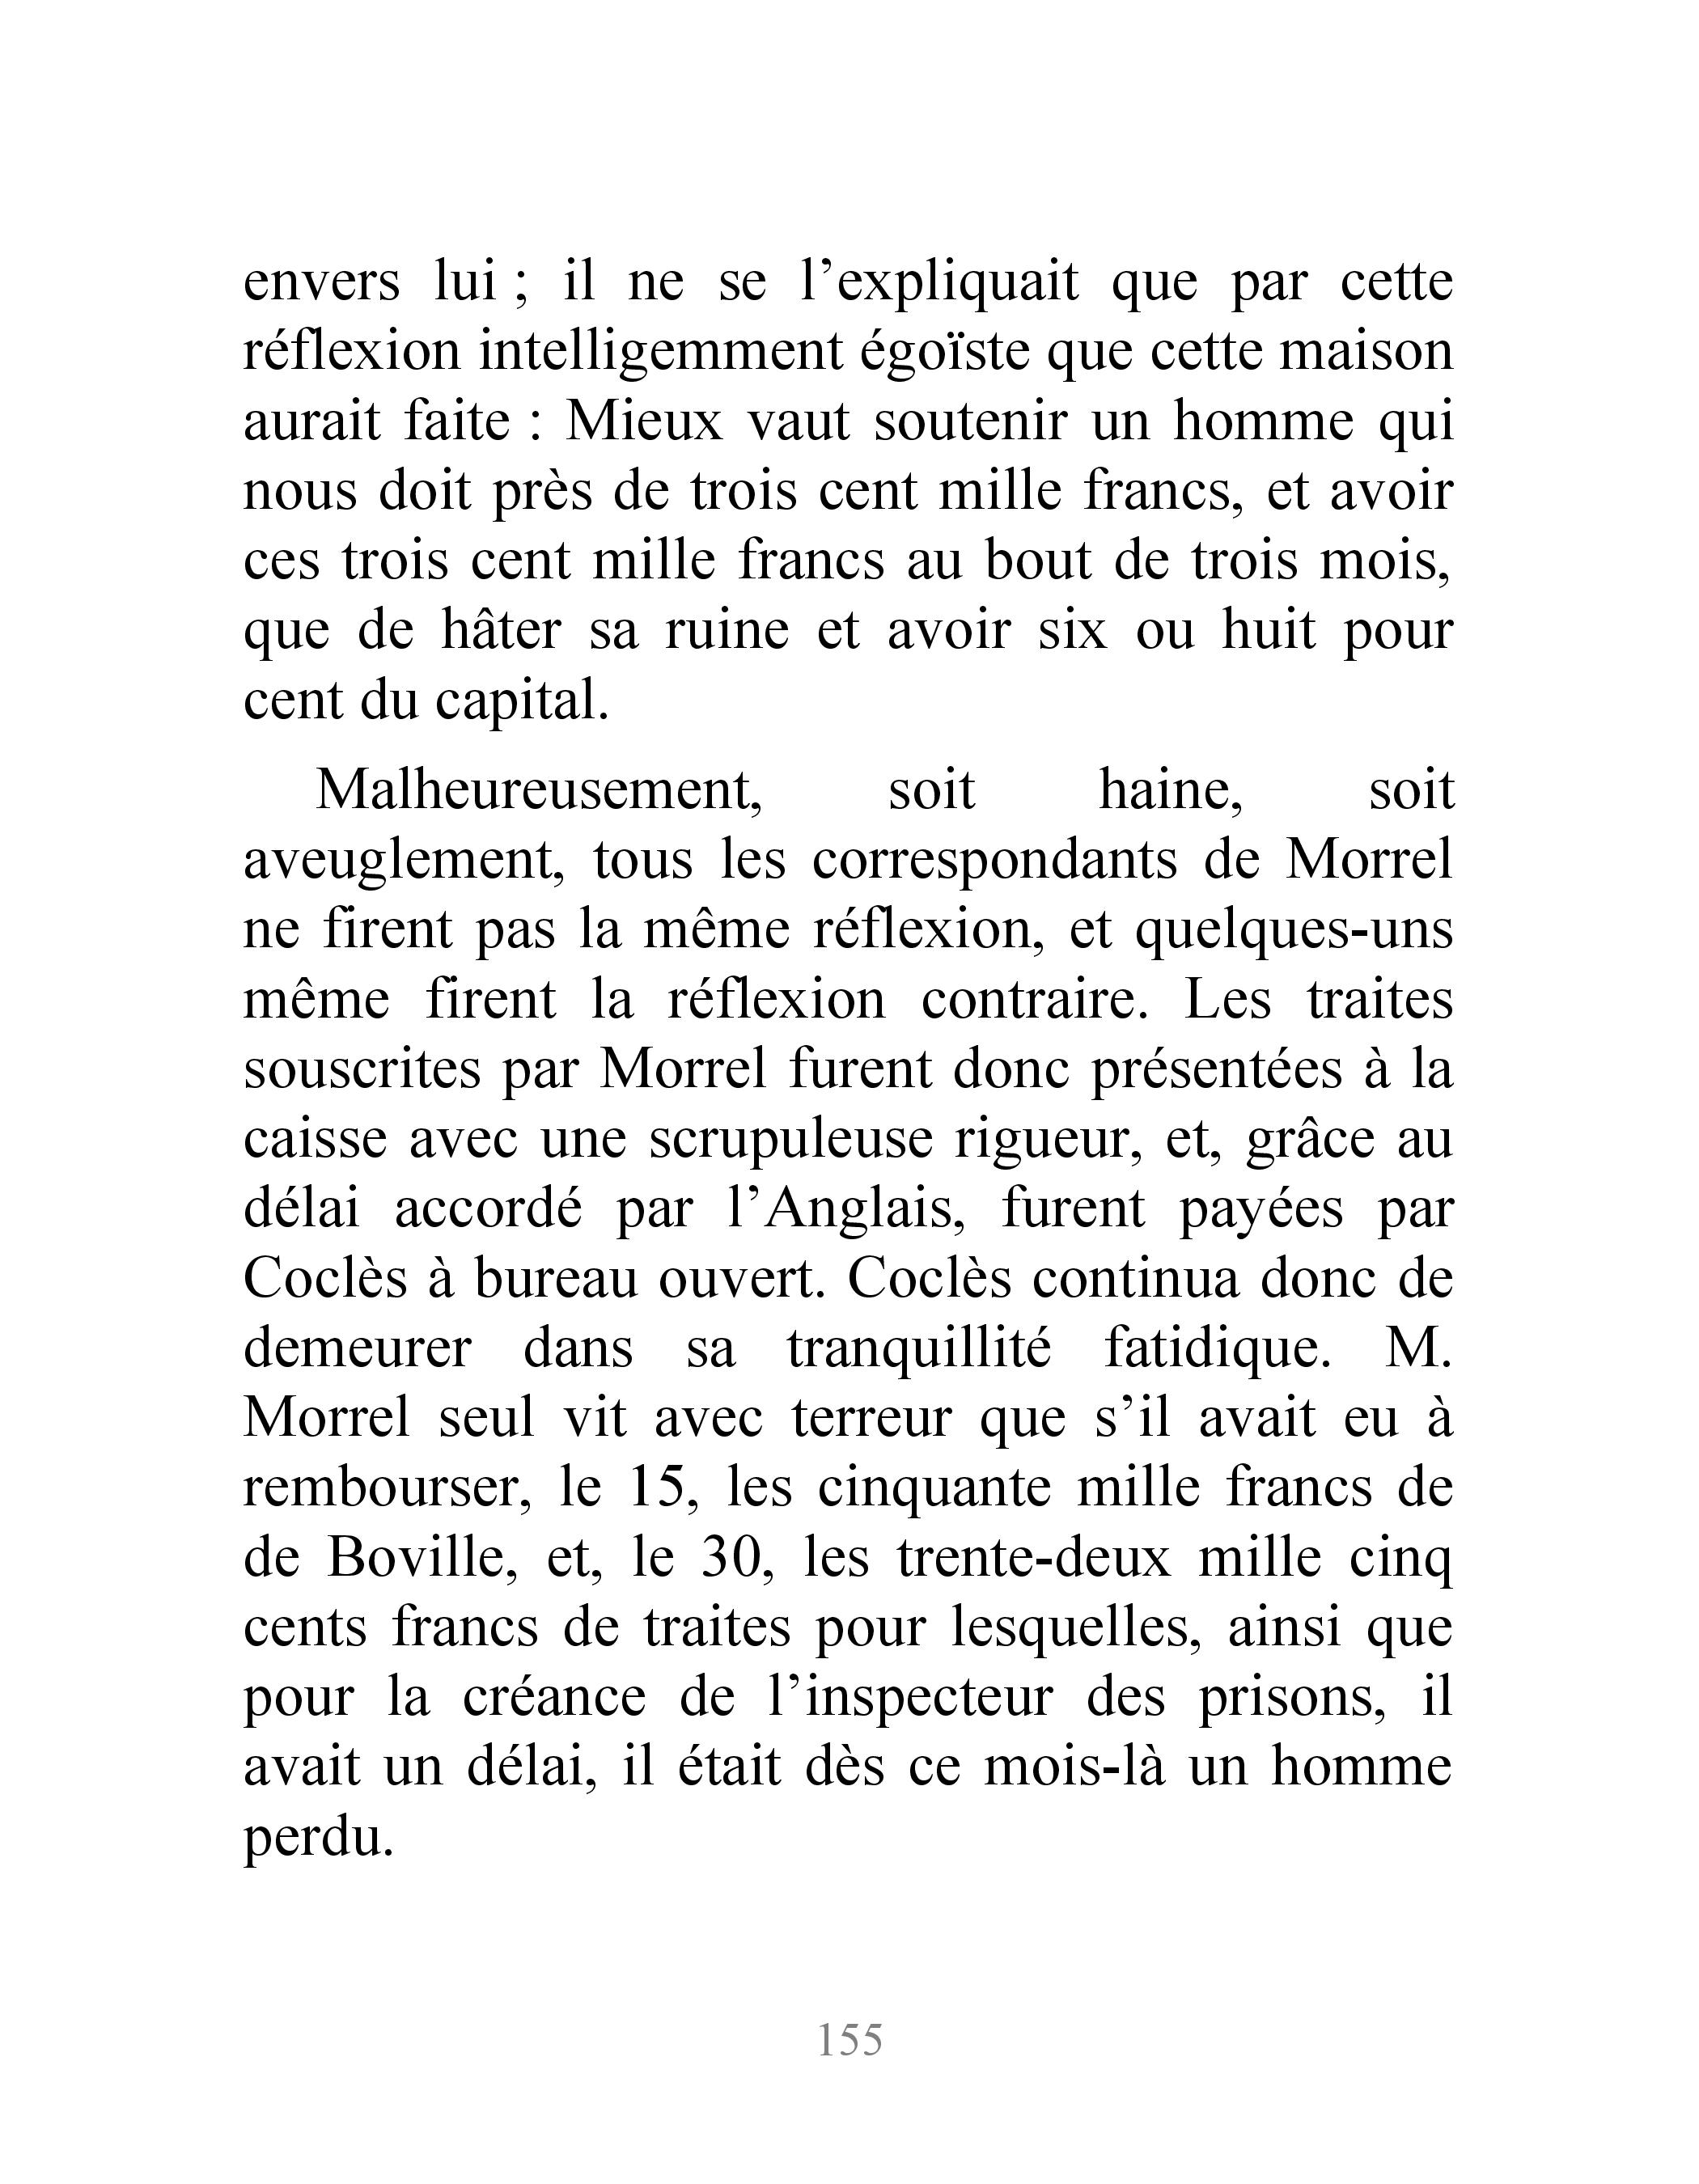 envers lui ; il ne se l’expliquait que par cette
réflexion intelligemment égoïste que cette maison
aurait faite : Mieux vaut soutenir un homme qui
nous doit près de trois cent mille francs, et avoir
ces trois cent mille francs au bout de trois mois,
que de hâter sa ruine et avoir six ou huit pour
cent du capital.
Malheureusement, soit haine, soit
aveuglement, tous les correspondants de Morrel
ne firent pas la même réflexion, et quelques-uns
même firent la réflexion contraire. Les traites
souscrites par Morrel furent donc présentées à la
caisse avec une scrupuleuse rigueur, et, grâce au
délai accordé par l’Anglais, furent payées par
Coclès à bureau ouvert. Coclès continua donc de
demeurer dans sa tranquillité fatidique. M.
Morrel seul vit avec terreur que s’il avait eu à
rembourser, le 15, les cinquante mille francs de
de Boville, et, le 30, les trente-deux mille cinq
cents francs de traites pour lesquelles, ainsi que
pour la créance de l’inspecteur des prisons, il
avait un délai, il était dès ce mois-là un homme
perdu.
155